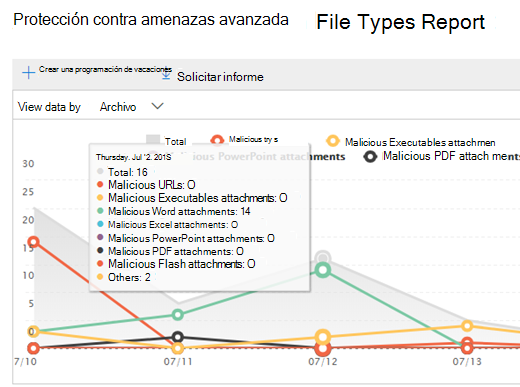 Protección contra amenazas avanzada
File Types Report
Crear una programación de vacaciones
Solicitar informe
View data by Archivo
Total
Malicious try s
Malicious Executables attachmen
PowerPoint attachments
Malicious PDF attach ments
Thursday. Jul '2. 201S
Total: 16
Malicious URLs: O
Malicious Executables attachments: O
Malicious Word attachments: 14
Malicious Excel attachments: O
Malicious PowerPoint attachments: O
Malicious PDF attachments: O
Malicious Flash attachments: O
Others: 2
30
25
20
15
10
5
0
7/10
07/11
07/12
07/13